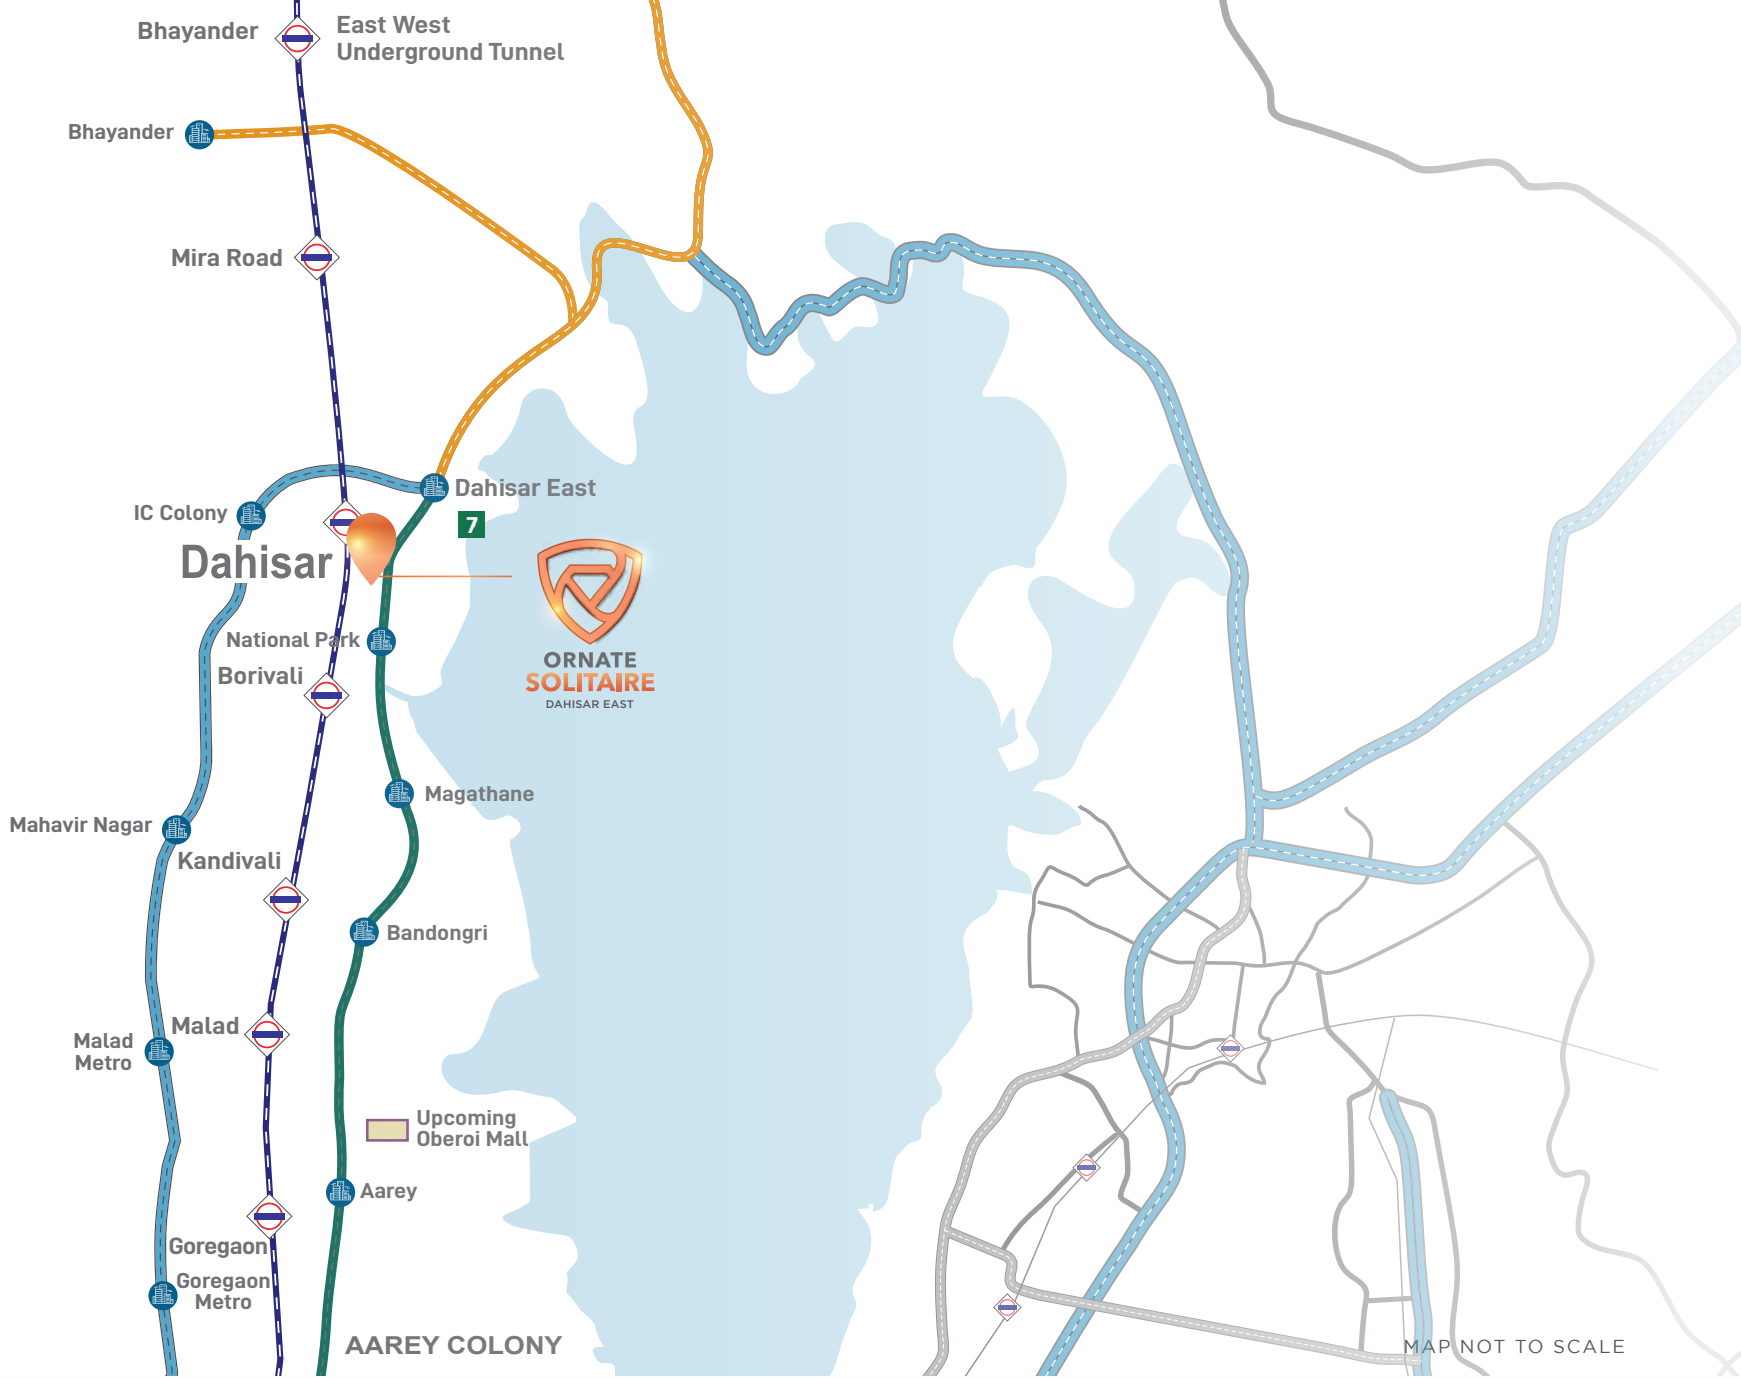 Bhayander
East West
Underground Tunnel
Bhayander
Mira Road
Dahisar East
7
IC Colony
Dahisar
National Park
Borivali
ORNATE
SOLITAIRE
DAHISAR EAST
Magathane
Mahavir Nagar
Kandivali
Bandongri
Malad
Malad
Metro
Upcoming
Oberoi Mall
Aarey
Goregaon
Goregaon
Metro
AAREY COLONY
MAP NOT TO SCALE